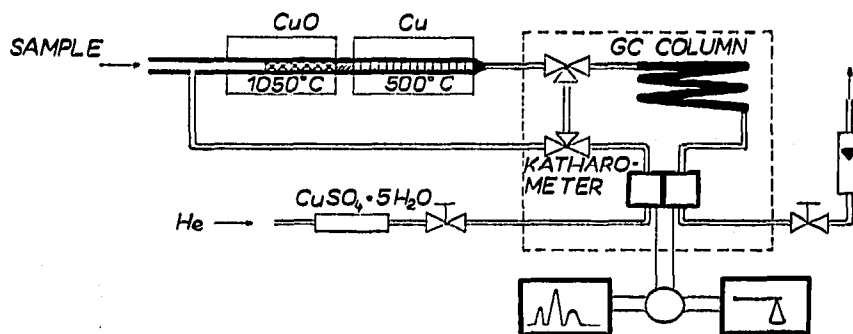 CuO Cu
SAMPLE
GC COLUMN
1050°C 500°C
KATHARO-
METER
CuSO₄•5H₂O
He